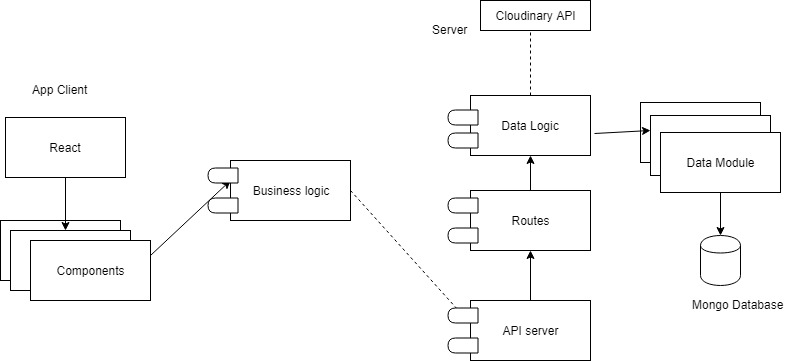 Cloudinary API
Server
App Client
React
Data Logic
Data Module
Business logic
Routes
Components
Mongo Database
API server